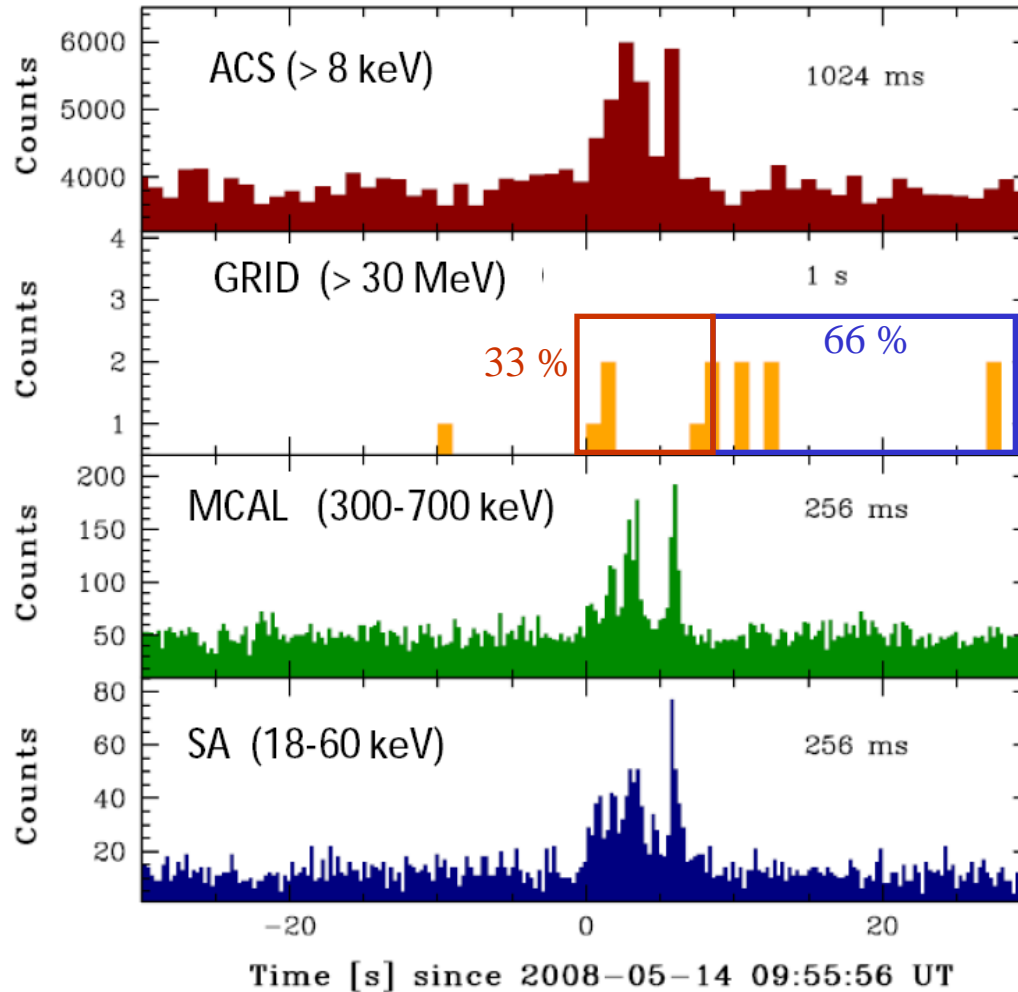 Counts
6000
5000
4000
ACS (> 8 keV)
1024 ms
Counts
4
3
2
1
GRID (> 30 MeV)
1 s
33 %
66 %
Counts
200
150
100
50
MCAL (300-700 keV)
256 ms
Counts
80
60
40
20
SA (18-60 keV)
256 ms
−20 0 20
Time [s] since 2008−05−14 09:55:56 UT